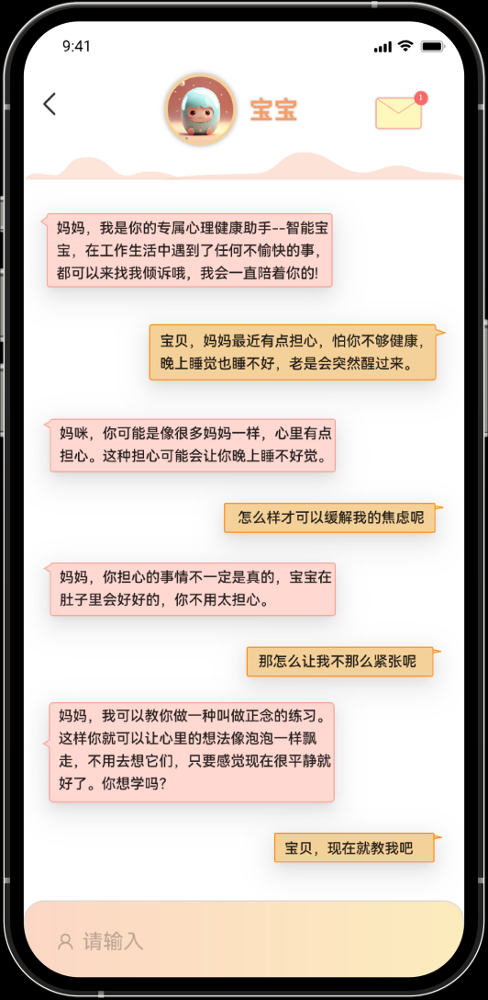 9:41
宝宝
1
妈妈，我是你的专属心理健康助手--智能宝
宝，在工作生活中遇到了任何不愉快的事，
都可以来找我倾诉哦，我会一直陪着你的!
宝贝，妈妈最近有点担心，怕你不够健康，
晚上睡觉也睡不好，老是会突然醒过来。
妈咪，你可能是像很多妈妈一样，心里有点
担心。这种担心可能会让你晚上睡不好觉。
怎么样才可以缓解我的焦虑呢
妈妈，你担心的事情不一定是真的，宝宝在
肚子里会好好的，你不用太担心。
那怎么让我不那么紧张呢
妈妈，我可以教你做一种叫做正念的练习。
这样你就可以让心里的想法像泡泡一样飘
走，不用去想它们，只要感觉现在很平静就
好了。你想学吗？
宝贝，现在就教我吧
请输入